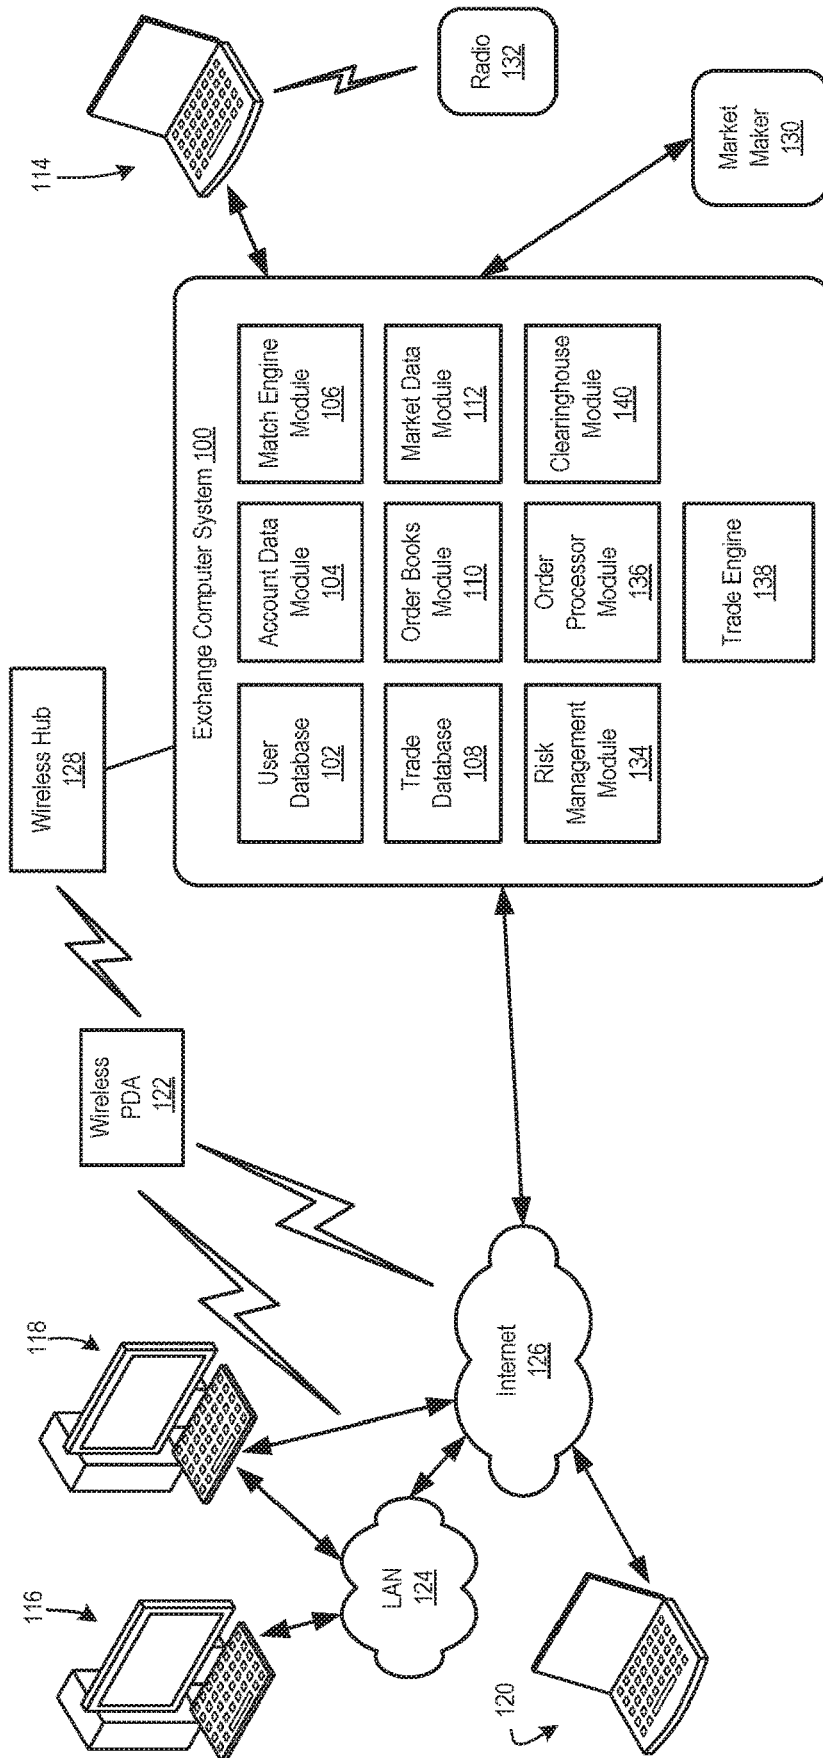 116
118
Wireless
PDA
122
Wireless Hub
128
114
LAN
124
120
Internet
126
Exchange Computer System 100
User
Database
102
Account Data
Module
104
Match Engine
Module
106
Trade
Database
108
Order Books
Module
110
Market Data
Module
112
Risk
Management
Module
134
Order
Processor
Module
136
Clearinghouse
Module
140
Trade Engine
138
Radio
132
Market
Maker
130